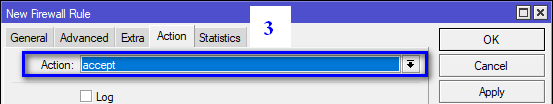 New Firewall Rule
General Advanced Extra Action Statistics 3
OK
Action: accept
Cancel
Log
Apply